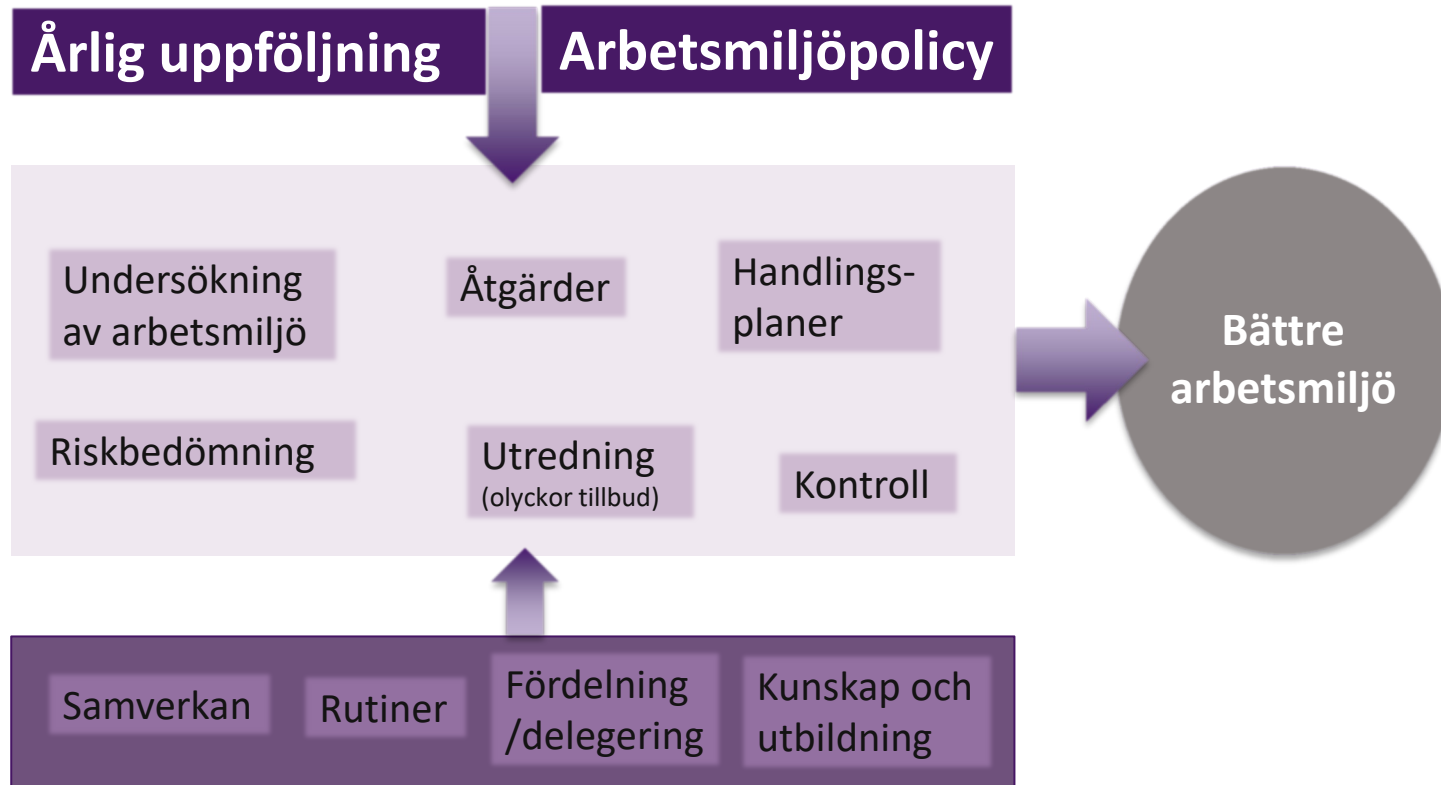 Årlig uppföljning
Arbetsmiljöpolicy
Undersökning
av arbetsmiljö
Åtgärder
Handlings-
planer
Riskbedömning
Utredning
(olyckor tillbud)
Kontroll
Bättre
arbetsmiljö
Samverkan
Rutiner
Fördelning
/delegering
Kunskap och
utbildning